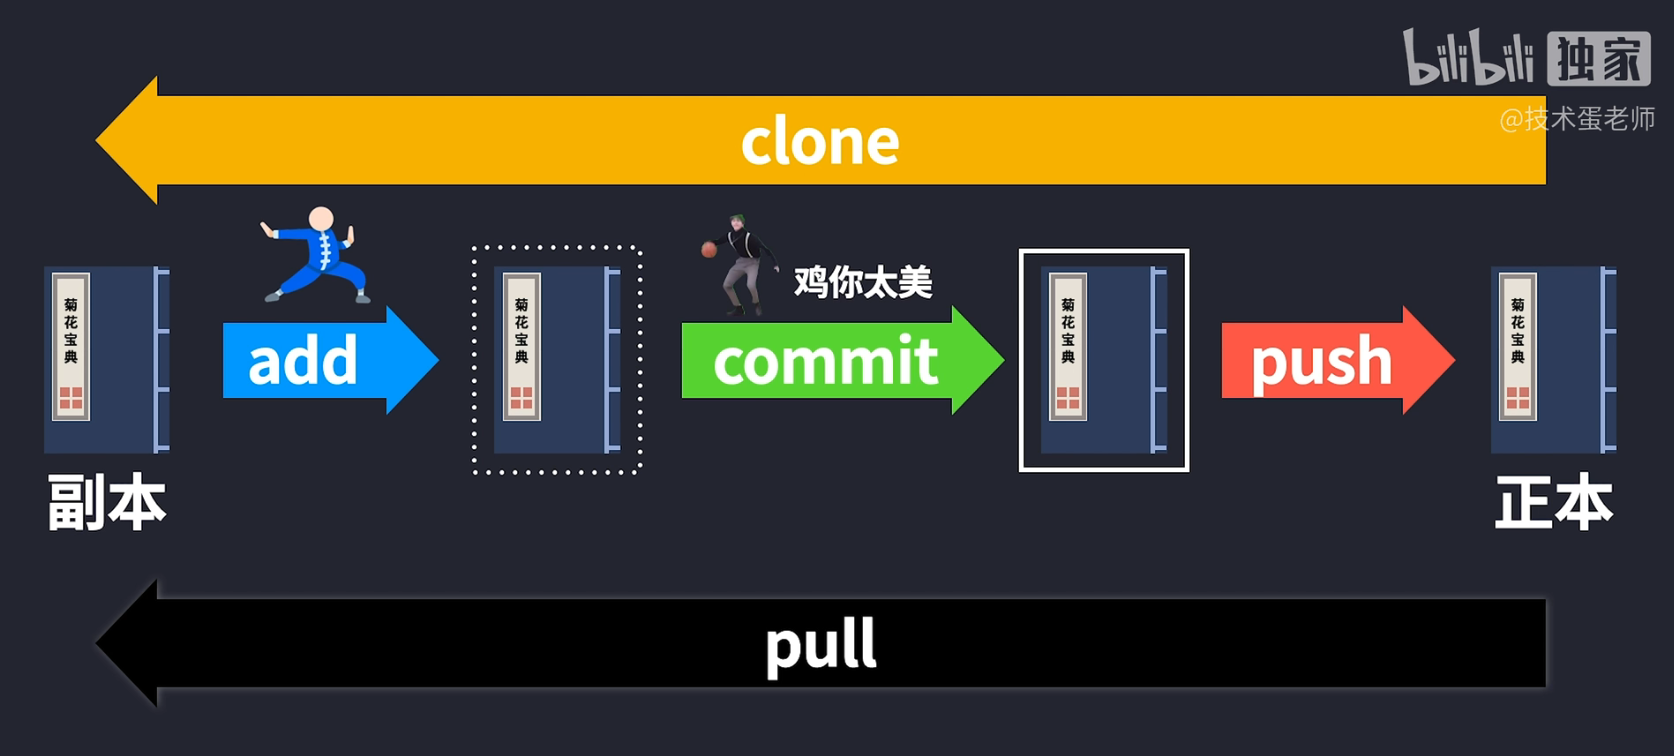 bilibili 独家
@技术蛋老师
clone
鸡你太美
菊花宝典
add
菊花宝典
commit
菊花宝典
push
菊花宝典
副本
正本
pull